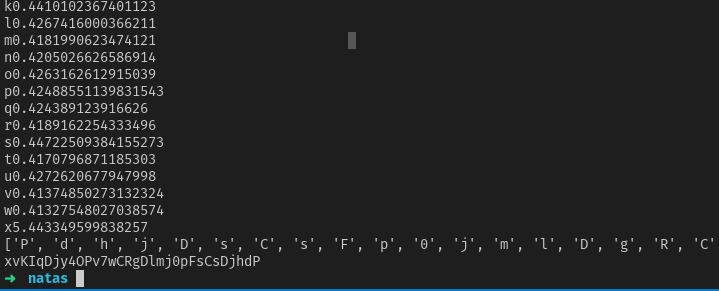 k0.4410102367401123
l0.4267416000366211
m0.4181990623474121
n0.4205026626586914
o0.4263162612915039
p0.42488551139831543
q0.424389123916626
r0.4189162254333496
s0.44722509384155273
t0.4170796871185303
u0.4272620677947998
v0.41374850273132324
w0.41327548027038574
x5.443349599838257
['P', 'd', 'h', 'j', 'D', 's', 'C', 's', 'F', 'p', '0', 'j', 'm', 'l', 'D', 'g', 'R', 'C'
xvKIqDjy4OPv7wCRgDlmj0pFsCsDjhdP
➜ natas